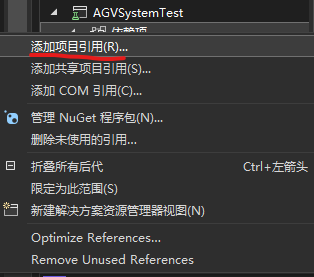 AGVSystemTest
依赖项
添加项目引用(R)...
添加共享项目引用(S)...
添加 COM 引用(C)...
管理 NuGet 程序包(N)...
删除未使用的引用...
折叠所有后代 Ctrl+左箭头
限定为此范围(S)
新建解决方案资源管理器视图(N)
Optimize References...
Remove Unused References